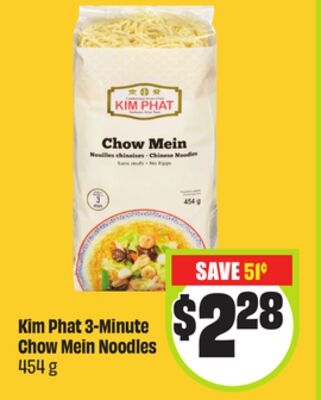 KIM PHAT
Chow Mein
Nouilles chinoises • Chinese Noodles
Sans œufs • No Eggs
3
454 g
SAVE 51¢
$2.28
Kim Phat 3-Minute
Chow Mein Noodles
454 g